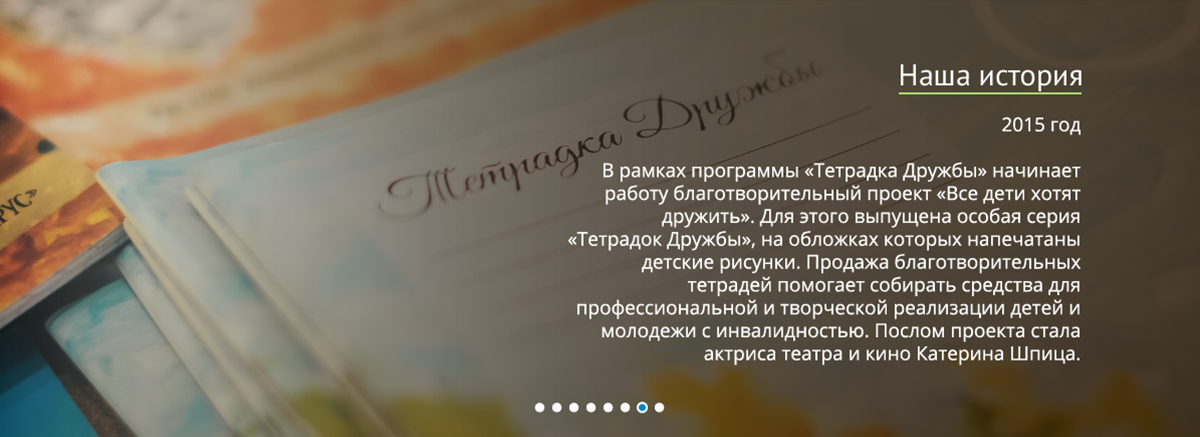 Наша история
2015 год
В рамках программы «Тетрадка Дружбы» начинает
работу благотворительный проект «Все дети хотят
дружить». Для этого выпущена особая серия
«Тетрадок Дружбы», на обложках которых напечатаны
детские рисунки. Продажа благотворительных
тетрадей помогает собирать средства для
профессиональной и творческой реализации детей и
молодежи с инвалидностью. Послом проекта стала
актриса театра и кино Катерина Шпица.
Тетрадка Дружбы